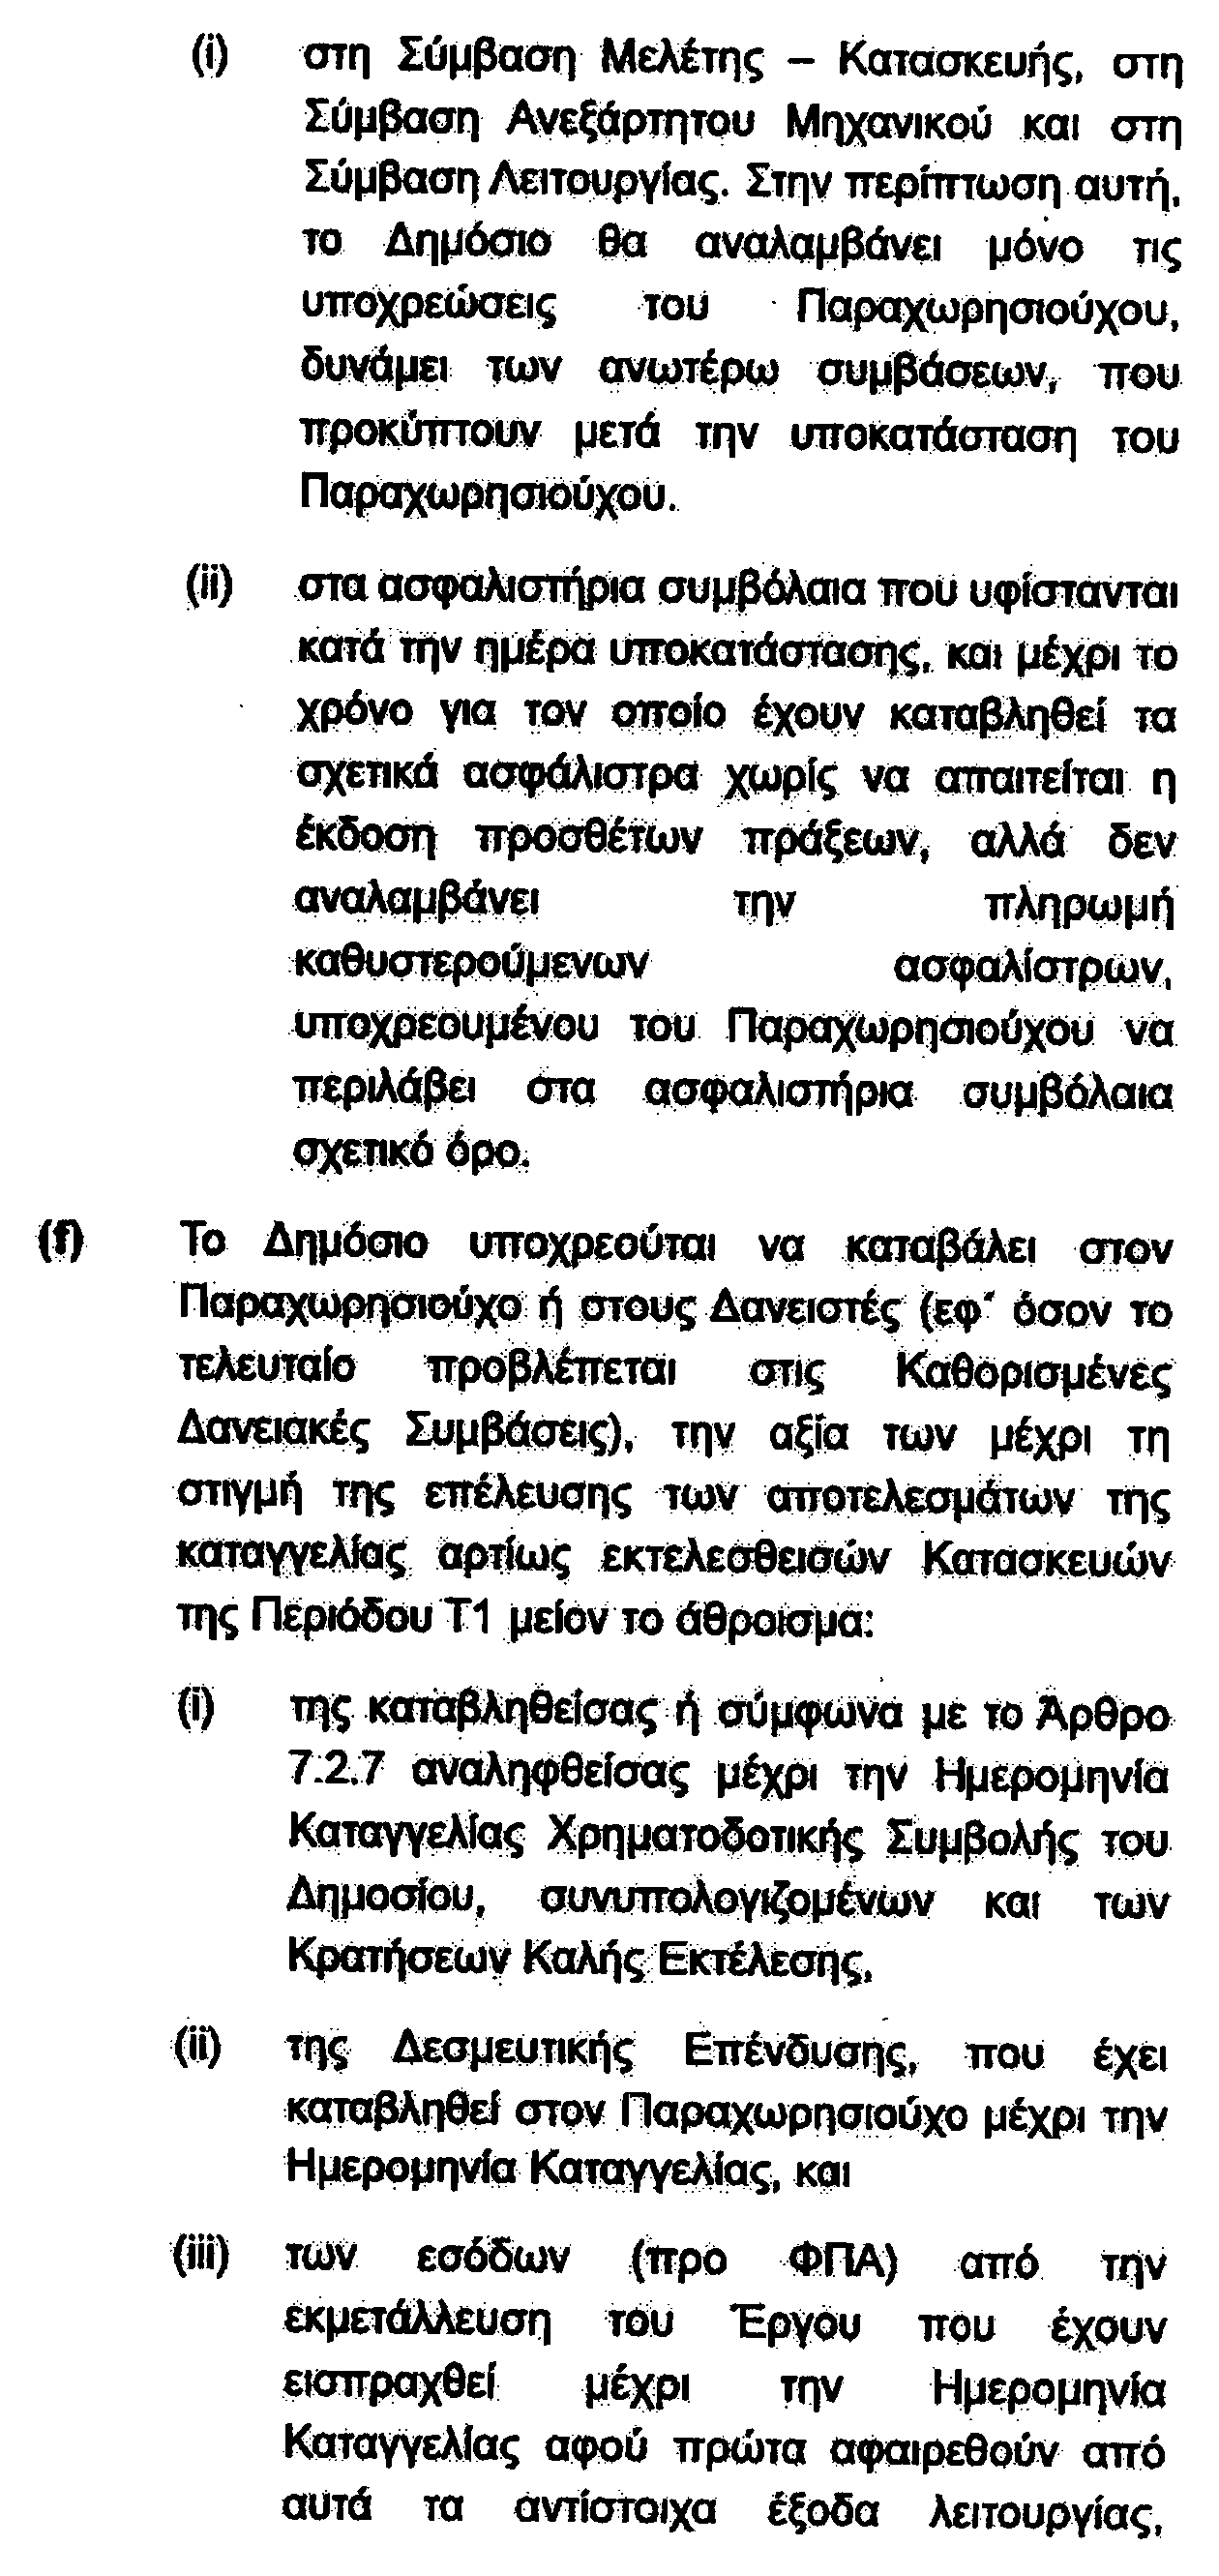 (i) στη Σύμβαση Μελέτης – Κατασκευής, στη
Σύμβαση Ανεξάρτητου Μηχανικού και στη
Σύμβαση Λειτουργίας. Στην περίπτωση αυτή,
το Δημόσιο θα αναλαμβάνει μόνο τις
υποχρεώσεις του Παραχωρησιούχου,
δυνάμει των ανωτέρω συμβάσεων, που
προκύπτουν μετά την υποκατάσταση του
Παραχωρησιούχου.
(ii) στα ασφαλιστήρια συμβόλαια που υφίστανται
κατά την ημέρα υποκατάστασης, και μέχρι το
χρόνο για τον οποίο έχουν καταβληθεί τα
σχετικά ασφάλιστρα χωρίς να απαιτείται η
έκδοση προσθέτων πράξεων, αλλά δεν
αναλαμβάνει την πληρωμή
καθυστερούμενων ασφαλίστρων,
υποχρεουμένου του Παραχωρησιούχου να
περιλάβει στα ασφαλιστήρια συμβόλαια
σχετικό όρο.
(f) Το Δημόσιο υποχρεούται να καταβάλει στον
Παραχωρησιούχο ή στους Δανειστές (εφ' όσον το
τελευταίο προβλέπεται στις Καθορισμένες
Δανειακές Συμβάσεις), την αξία των μέχρι τη
στιγμή της επέλευσης των αποτελεσμάτων της
καταγγελίας αρτίως εκτελεσθεισών Κατασκευών
της Περιόδου Τ1 μείον το άθροισμα:
(i) της καταβληθείσας ή σύμφωνα με το Άρθρο
7.2.7 αναληφθείσας μέχρι την Ημερομηνία
Καταγγελίας Χρηματοδοτικής Συμβολής του
Δημοσίου, συνυπολογιζομένων και των
Κρατήσεων Καλής Εκτέλεσης,
(ii) της Δεσμευτικής Επένδυσης, που έχει
καταβληθεί στον Παραχωρησιούχο μέχρι την
Ημερομηνία Καταγγελίας, και
(iii) των εσόδων (προ ΦΠΑ) από την
εκμετάλλευση του Έργου που έχουν
εισπραχθεί μέχρι την Ημερομηνία
Καταγγελίας αφού πρώτα αφαιρεθούν από
αυτά τα αντίστοιχα έξοδα λειτουργίας,